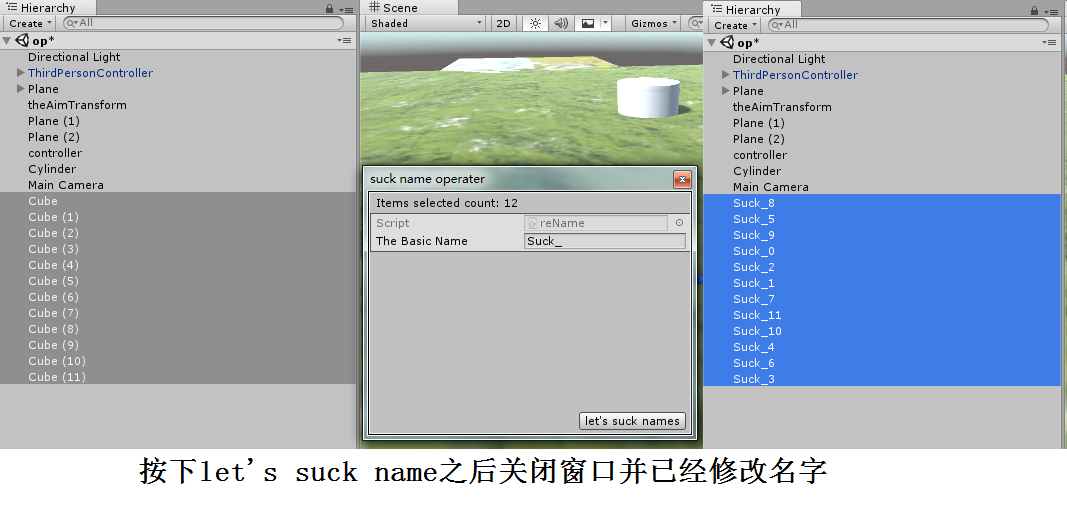 Hierarchy
Create
All
op*
Directional Light
ThirdPersonController
Plane
theAimTransform
Plane (1)
Plane (2)
controller
Cylinder
Main Camera
Cube
Cube (1)
Cube (2)
Cube (3)
Cube (4)
Cube (5)
Cube (6)
Cube (7)
Cube (8)
Cube (9)
Cube (10)
Cube (11)
Scene
Shaded
2D
Gizmos
All
suck name operater
Items selected count: 12
Script
reName
The Basic Name
Suck_
let's suck names
Hierarchy
Create
All
op*
Directional Light
ThirdPersonController
Plane
theAimTransform
Plane (1)
Plane (2)
controller
Cylinder
Main Camera
Suck_8
Suck_5
Suck_9
Suck_0
Suck_2
Suck_1
Suck_7
Suck_11
Suck_10
Suck_4
Suck_6
Suck_3
按下let's suck name之后关闭窗口并已经修改名字